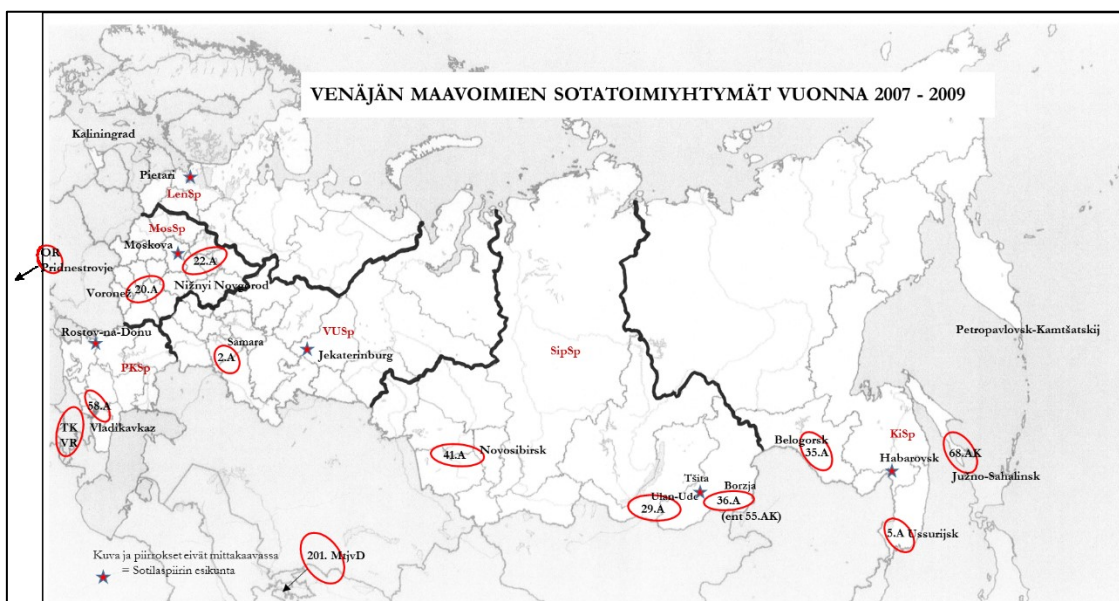 VENÄJÄN MAAVOIMIEN SOTATOIMIYHTYMÄT VUONNA 2007 - 2009
Kaliningrad
Pietari
LenSp
MosSp
Moskova
OR
Pridnestrovje
22.A
Voronež
20.A
Nižnyi Novgorod
Rostov-na-Donu
Samara
2.A
VUSp
Jekaterinburg
PKSp
58.A
Vladikavkaz
TK
VR
SipSp
Petropavlovsk-Kamtšatskij
41.A
Novosibirsk
Belogorsk
35.A
KiSp
Habarovsk
68.AK
Južno-Sahalinsk
Tšita
Borzja
Ulan-Ude
36.A
29.A
(ent 55.AK)
5.A Ussurijsk
201. MtjvD
Kuva ja piirrokset eivät mittakaavassa
= Sotilaspiirin esikunta